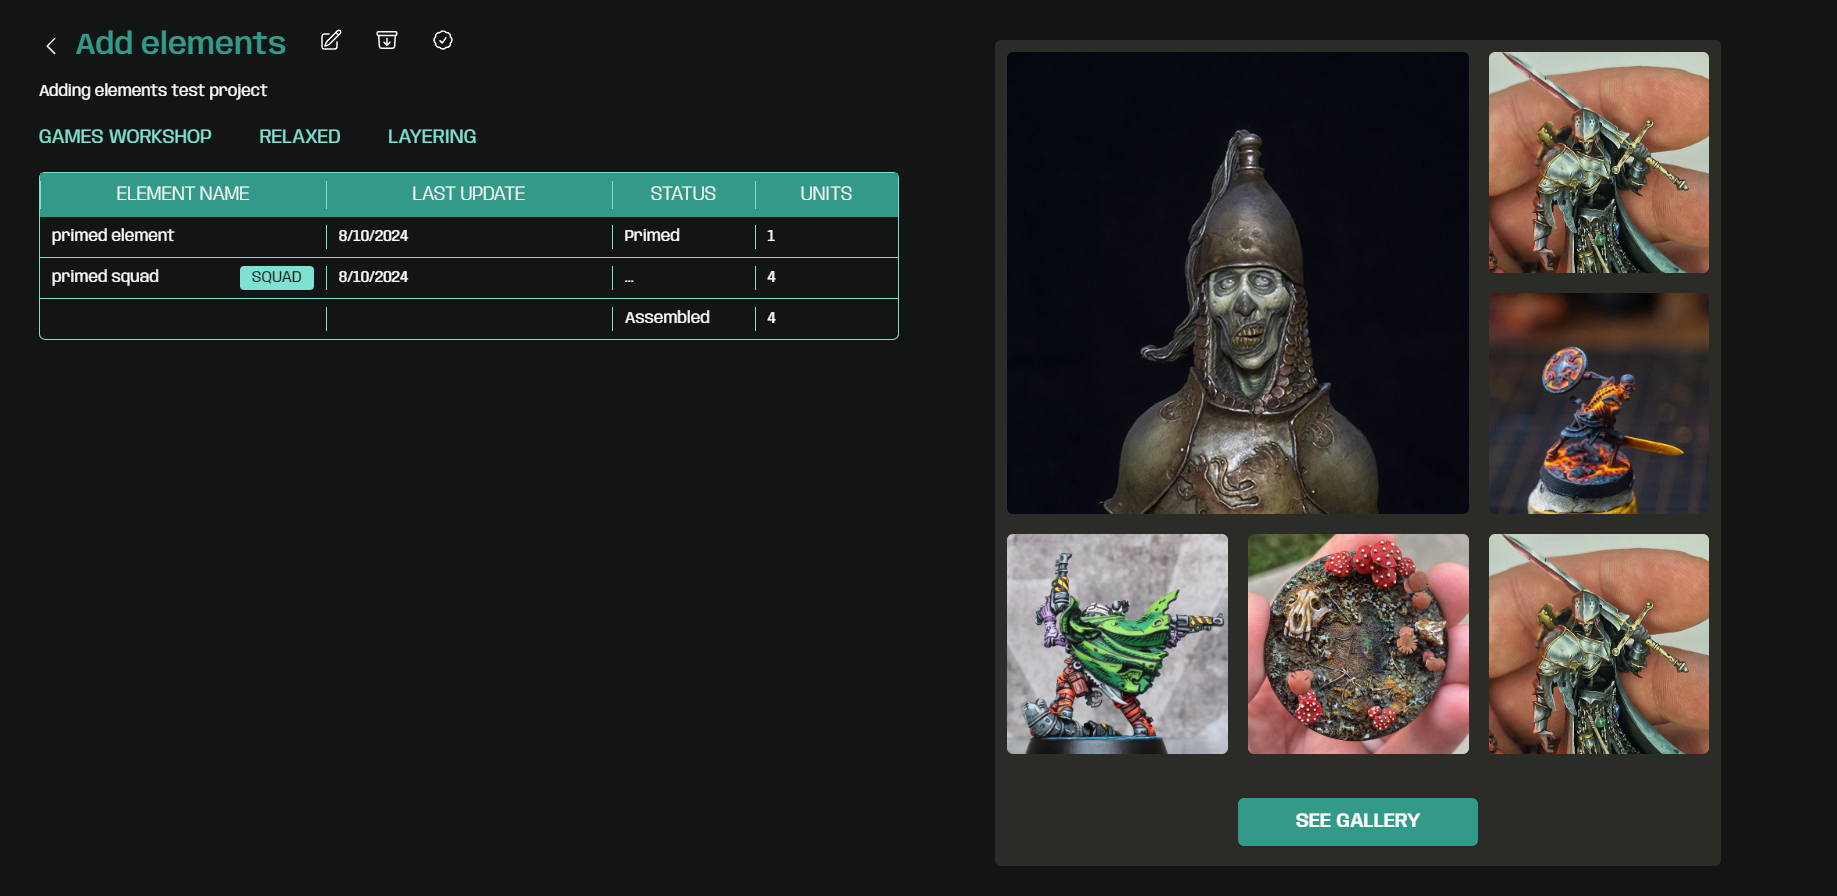 Add elements
Adding elements test project
GAMES WORKSHOP RELAXED LAYERING
ELEMENT NAME LAST UPDATE STATUS UNITS
primed element 8/10/2024 Primed 1
primed squad SQUAD 8/10/2024 ... 4
Assembled 4
SEE GALLERY